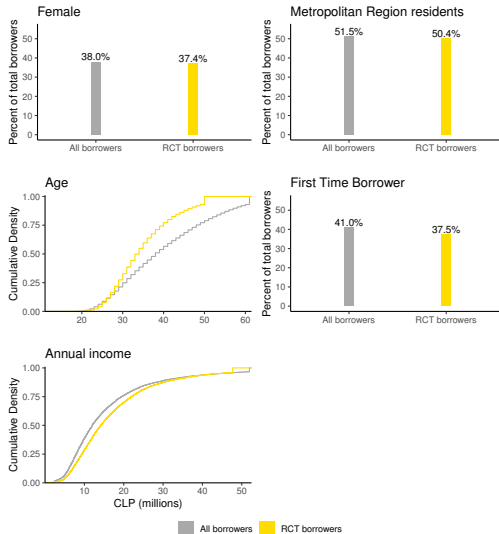 Female
Percent of total borrowers
50
40
30
20
10
0
38.0%
37.4%
All borrowers
RCT borrowers
Metropolitan Region residents
Percent of total borrowers
50
40
30
20
10
0
51.5%
50.4%
All borrowers
RCT borrowers
Age
Cumulative Density
1.00
0.75
0.50
0.25
0.00
20
30
40
50
60
First Time Borrower
Percent of total borrowers
50
40
30
20
10
0
41.0%
37.5%
All borrowers
RCT borrowers
Annual income
Cumulative Density
1.00
0.75
0.50
0.25
0.00
10
20
30
40
50
CLP (millions)
All borrowers
RCT borrowers